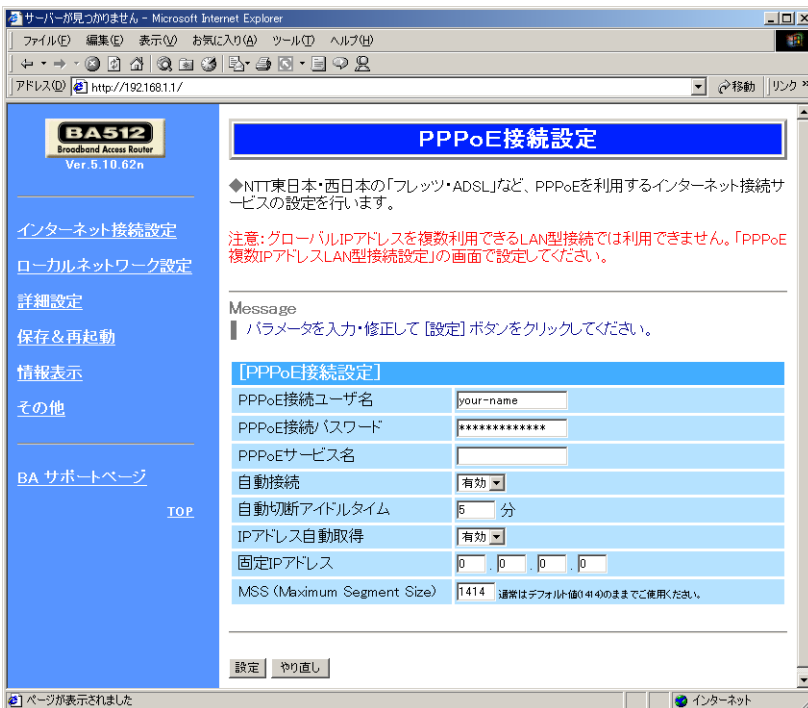 サーバーが見つかりません - Microsoft Internet Explorer
ファイル(F) 編集(E) 表示(V) お気に入り(A) ツール(T) ヘルプ(H)
アドレス(D) http://192.168.1.1/ 移動 リンク »
BA512
Broadband Access Router
Ver.5.10.62n
インターネット接続設定
ローカルネットワーク設定
詳細設定
保存&再起動
情報表示
その他
BA サポートページ
TOP
PPPoE接続設定
◆NTT東日本・西日本の「フレッツ・ADSL」など、PPPoEを利用するインターネット接続サ
ービスの設定を行います。
注意:グローバルIPアドレスを複数利用できるLAN型接続では利用できません。「PPPoE
複数IPアドレスLAN型接続設定」の画面で設定してください。
Message
パラメータを入力・修正して [設定] ボタンをクリックしてください。
[PPPoE接続設定]
PPPoE接続ユーザ名 your-name
PPPoE接続パスワード *************
PPPoEサービス名
自動接続 有効
自動切断アイドルタイム 5 分
IPアドレス自動取得 有効
固定IPアドレス 0 . 0 . 0 . 0
MSS (Maximum Segment Size) 1414 通常はデフォルト値(1414)のままでご使用ください。
設定 やり直し
ページが表示されました インターネット